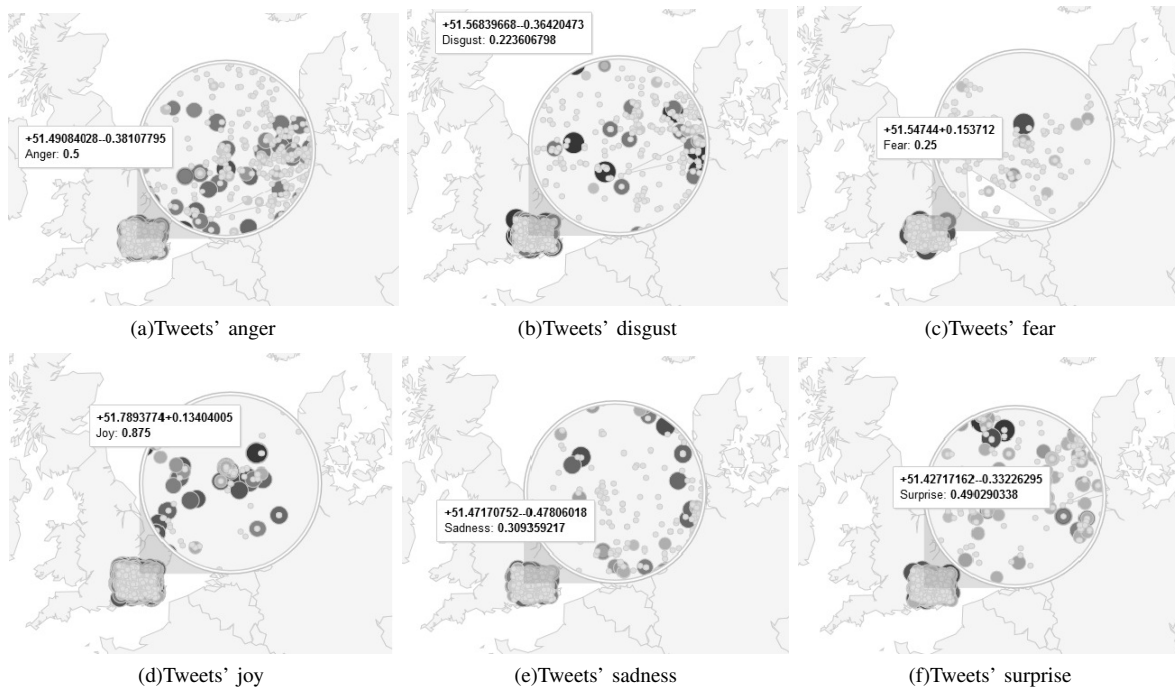 +51.49084028--0.38107795
Anger: 0.5
(a)Tweets' anger
+51.56839668--0.36420473
Disgust: 0.223606798
(b)Tweets' disgust
+51.54744+0.153712
Fear: 0.25
(c)Tweets' fear
+51.7893774+0.13404005
Joy: 0.875
(d)Tweets' joy
+51.47170752--0.47806018
Sadness: 0.309359217
(e)Tweets' sadness
+51.42717162--0.33226295
Surprise: 0.490290338
(f)Tweets' surprise